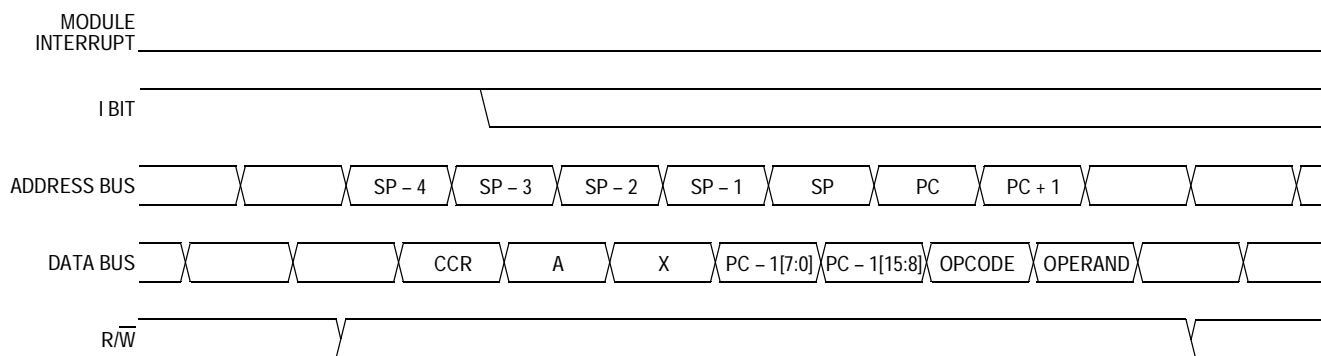 MODULE
INTERRUPT
I BIT
ADDRESS BUS SP – 4 SP – 3 SP – 2 SP – 1 SP PC PC + 1
DATA BUS CCR A X PC – 1[7:0] PC – 1[15:8] OPCODE OPERAND
R/W̅